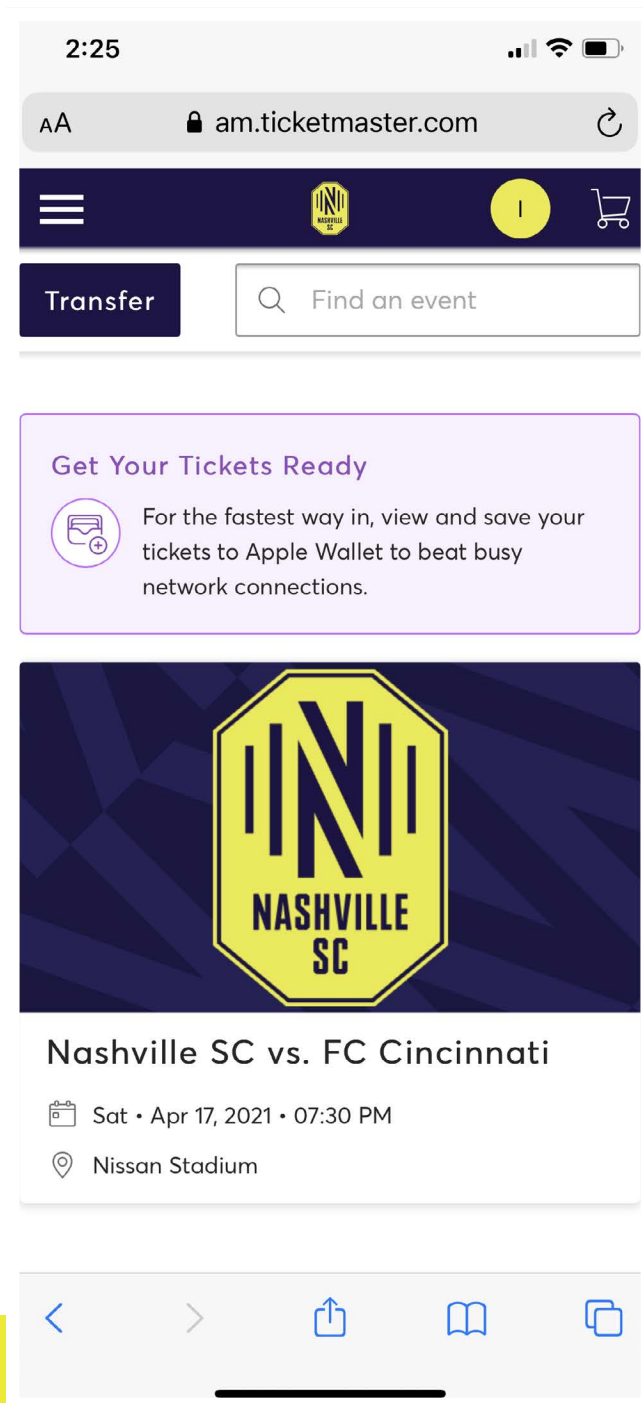 2:25
AA am.ticketmaster.com
NASHVILLE
SC
I
Transfer
Find an event
Get Your Tickets Ready
For the fastest way in, view and save your
tickets to Apple Wallet to beat busy
network connections.
NASHVILLE
SC
Nashville SC vs. FC Cincinnati
Sat • Apr 17, 2021 • 07:30 PM
Nissan Stadium